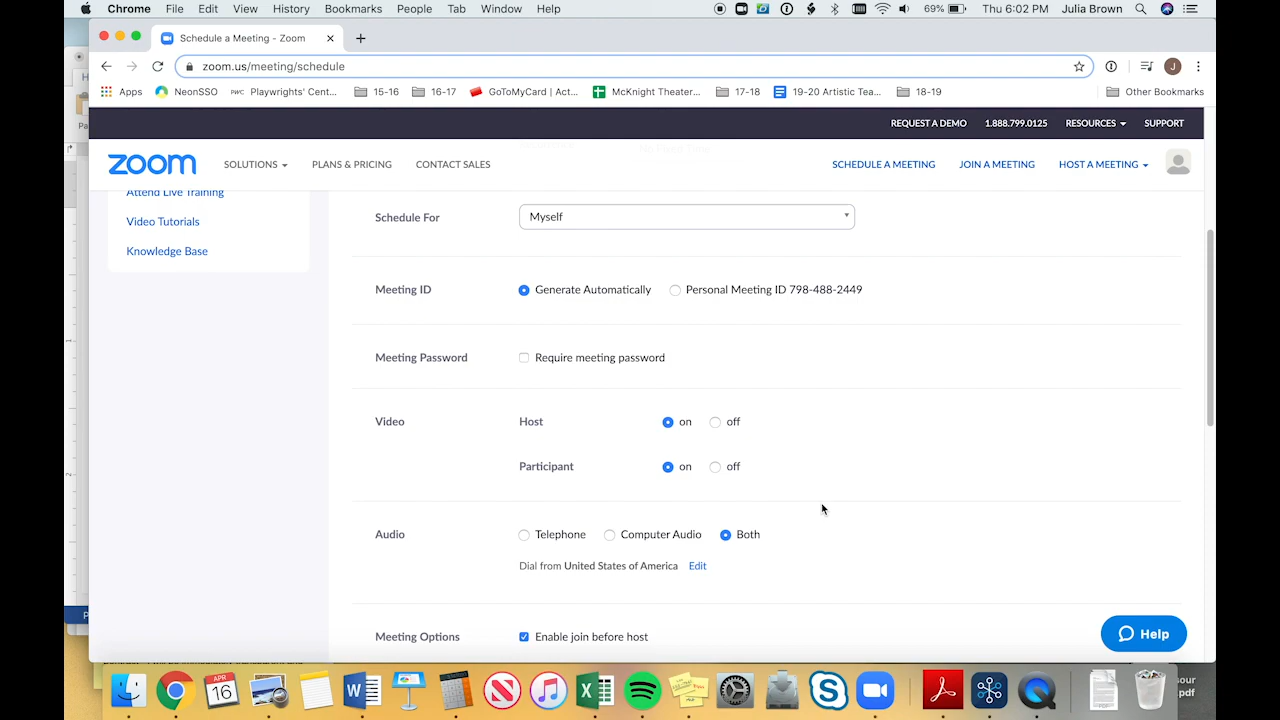 Chrome File Edit View History Bookmarks People Tab Window Help 69% Thu 6:02 PM Julia Brown
Schedule a Meeting - Zoom
zoom.us/meeting/schedule J
Apps NeonSSO PWC Playwrights' Cent... 15-16 16-17 GoToMyCard | Act... McKnight Theater... 17-18 19-20 Artistic Tea... 18-19 Other Bookmarks
REQUEST A DEMO 1.888.799.0125 RESOURCES SUPPORT
zoom SOLUTIONS PLANS & PRICING CONTACT SALES SCHEDULE A MEETING JOIN A MEETING HOST A MEETING
Attend Live Training
Video Tutorials
Knowledge Base
Schedule For Myself
Meeting ID Generate Automatically Personal Meeting ID 798-488-2449
Meeting Password Require meeting password
Video Host on off
Participant on off
Audio Telephone Computer Audio Both
Dial from United States of America Edit
Meeting Options Enable join before host
Help
APR
16